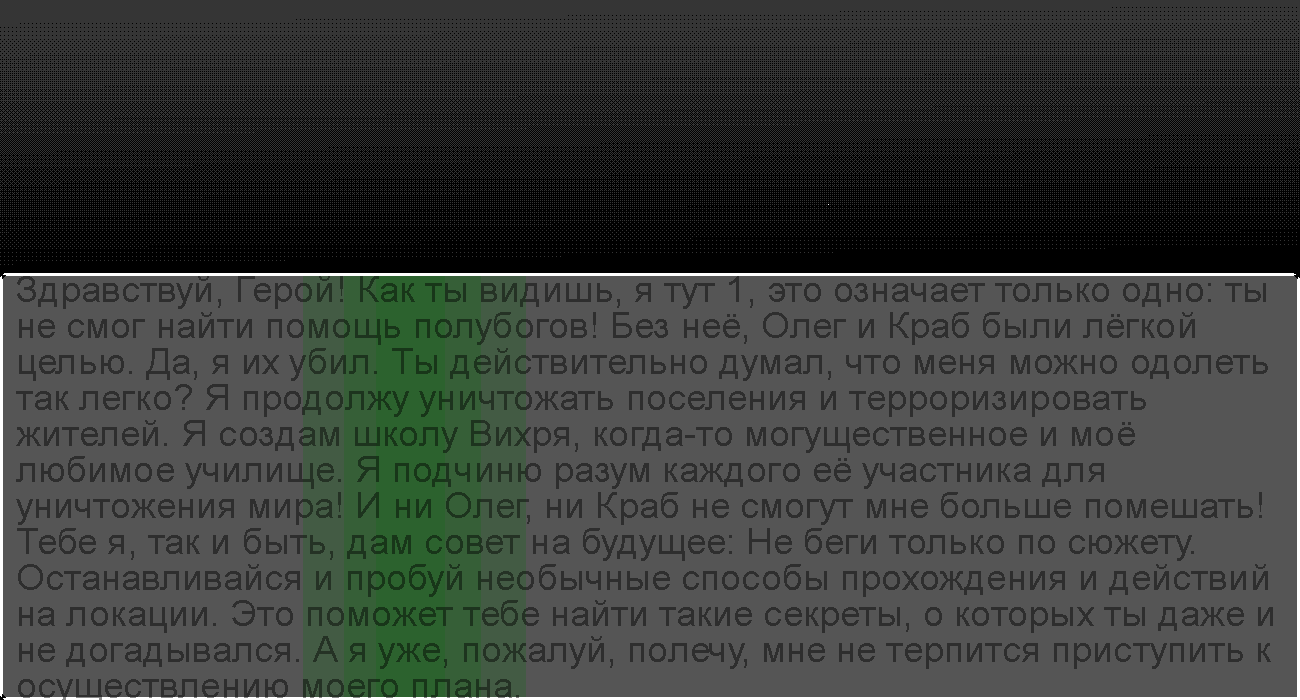 Здравствуй, Герой! Как ты видишь, я тут 1, это означает только одно: ты
не смог найти помощь полубогов! Без неё, Олег и Краб были лёгкой
целью. Да, я их убил. Ты действительно думал, что меня можно одолеть
так легко? Я продолжу уничтожать поселения и терроризировать
жителей. Я создам школу Вихря, когда-то могущественное и моё
любимое училище. Я подчиню разум каждого её участника для
уничтожения мира! И ни Олег, ни Краб не смогут мне больше помешать!
Тебе я, так и быть, дам совет на будущее: Не беги только по сюжету.
Останавливайся и пробуй необычные способы прохождения и действий
на локации. Это поможет тебе найти такие секреты, о которых ты даже и
не догадывался. А я уже, пожалуй, полечу, мне не терпится приступить к
осуществлению моего плана.